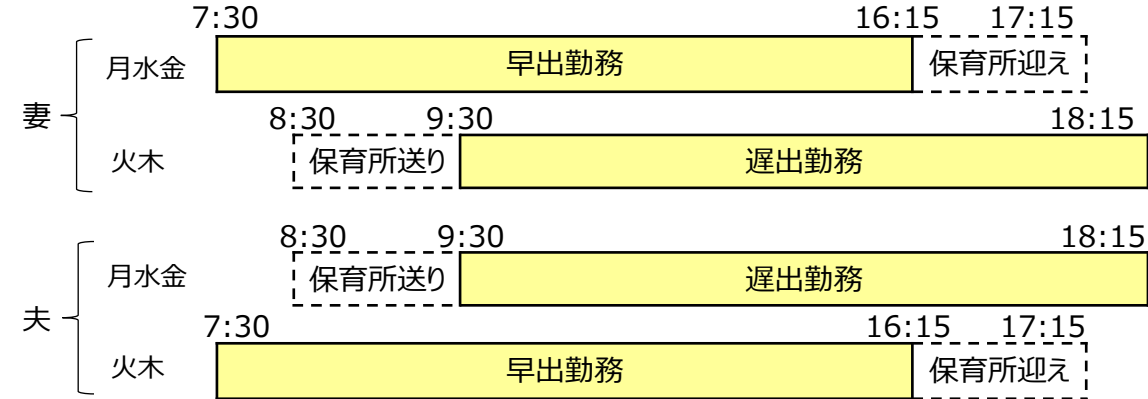 7:30 16:15 17:15
月水金 早出勤務 保育所迎え
妻
8:30 9:30 18:15
火木 保育所送り 遅出勤務
8:30 9:30 18:15
月水金 保育所送り 遅出勤務
夫
7:30 16:15 17:15
火木 早出勤務 保育所迎え